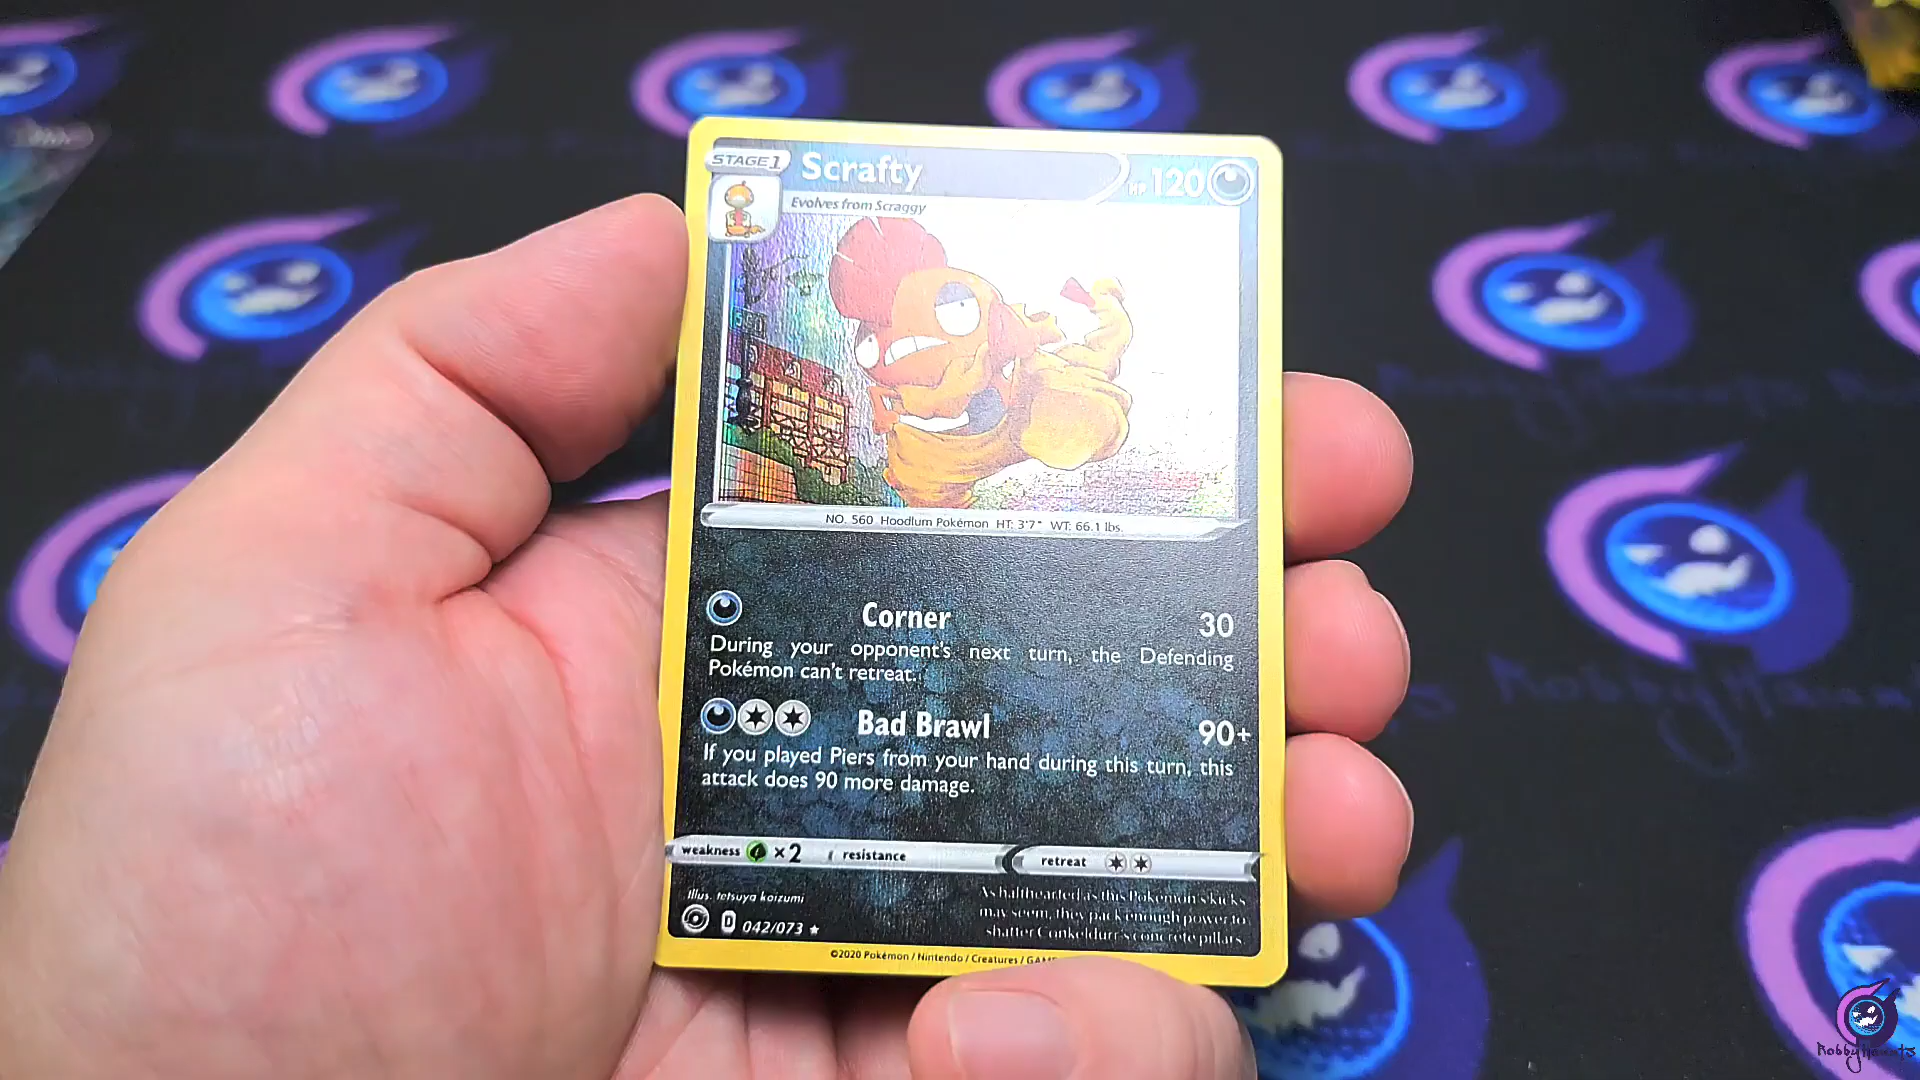 STAGE 1 Scrafty HP 120
Evolves from Scraggy
NO. 560 Hoodlum Pokémon HT: 3'7" WT: 66.1 lbs.
Corner 30
During your opponent's next turn, the Defending
Pokémon can't retreat.
Bad Brawl 90+
If you played Piers from your hand during this turn, this
attack does 90 more damage.
weakness ×2 resistance retreat
Illus. tetsuya koizumi
As halfhearted as this Pokémon's kicks
may seem, they pack enough power to
shatter Conkeldurr's concrete pillars.
D 042/073 ★
©2020 Pokémon / Nintendo / Creatures /
RobbyHaunts